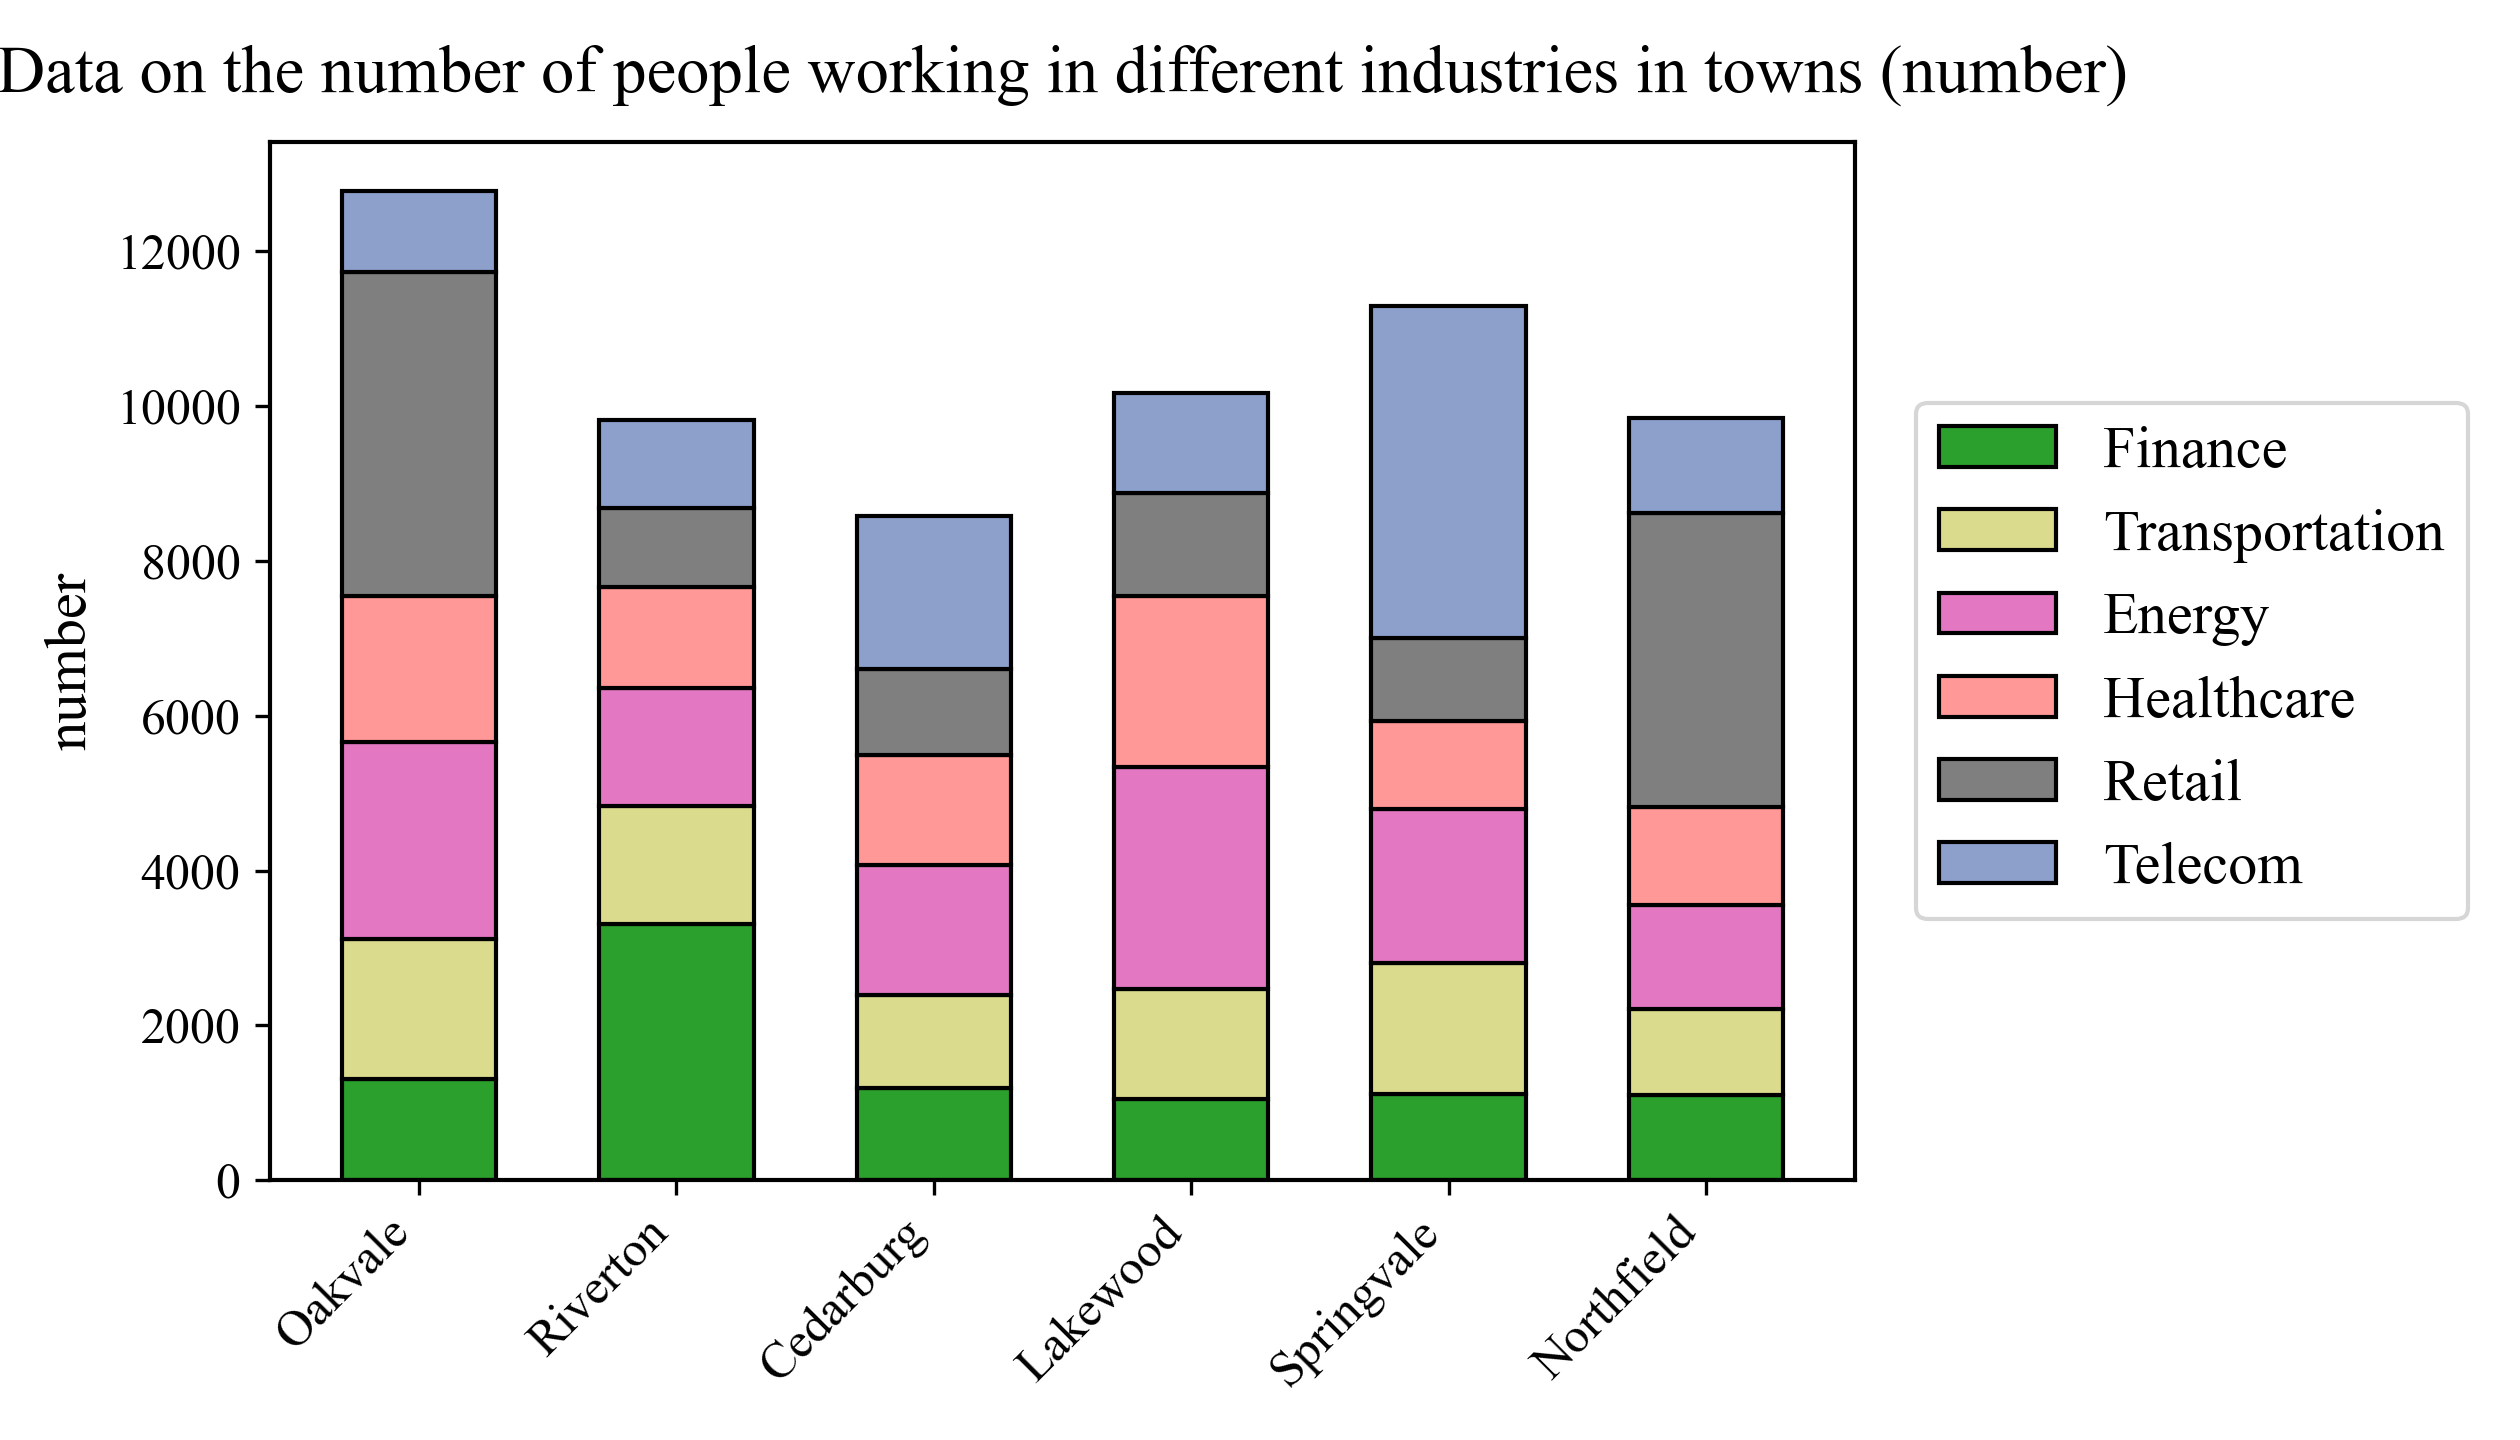 Data on the number of people working in different industries in towns (number)
number
12000
10000
8000
6000
4000
2000
0
Oakvale
Riverton
Cedarburg
Lakewood
Springvale
Northfield
Finance
Transportation
Energy
Healthcare
Retail
Telecom